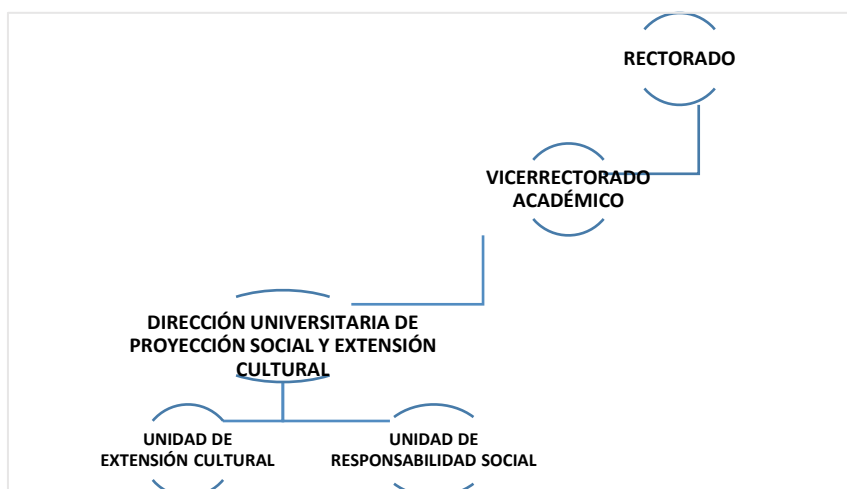 RECTORADO
VICERRECTORADO
ACADÉMICO
DIRECCIÓN UNIVERSITARIA DE
PROYECCIÓN SOCIAL Y EXTENSIÓN
CULTURAL
UNIDAD DE
EXTENSIÓN CULTURAL
UNIDAD DE
RESPONSABILIDAD SOCIAL